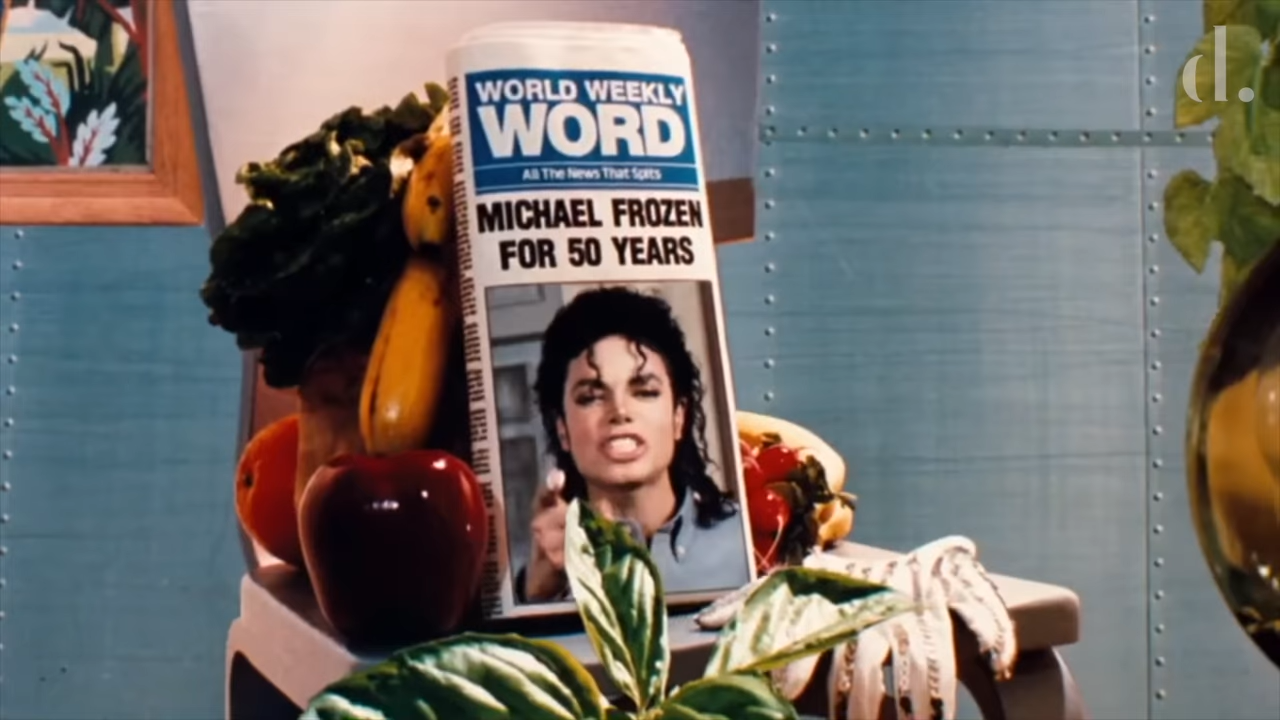 WORLD WEEKLY
WORD
All The News That Spits
MICHAEL FROZEN
FOR 50 YEARS
d.